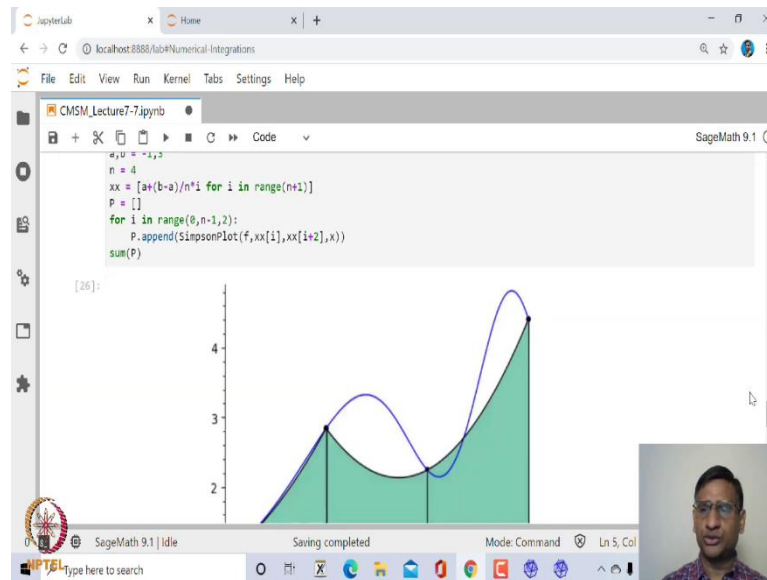 JupyterLab Home
localhost:8888/lab#Numerical-Integrations
File Edit View Run Kernel Tabs Settings Help
CMSM_Lecture7-7.ipynb
Code SageMath 9.1
a,b = -1,3
n = 4
xx = [a+(b-a)/n*i for i in range(n+1)]
P = []
for i in range(0,n-1,2):
P.append(SimpsonPlot(f,xx[i],xx[i+2],x))
sum(P)
[26]:
4
3
2
0 SageMath 9.1 | Idle Saving completed Mode: Command Ln 5, Col
NPTEL Type here to search